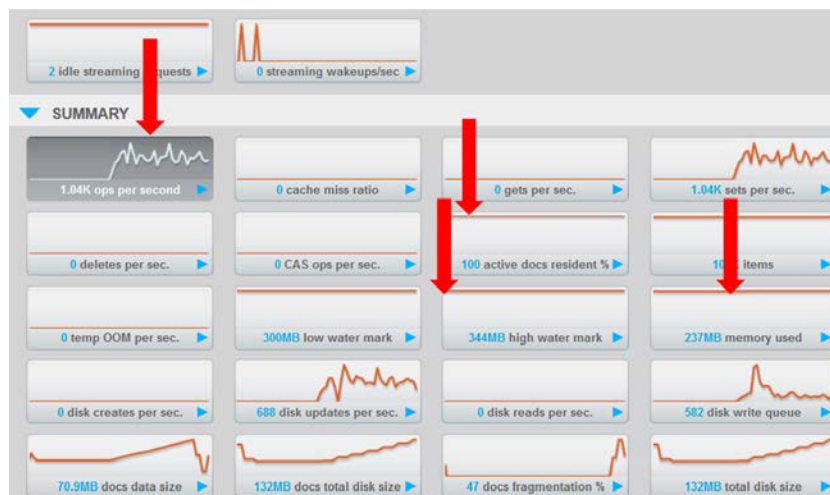 2 idle streaming quests
0 streaming wakeups/sec
SUMMARY
1.04K ops per second
0 cache miss ratio
0 gets per sec.
1.04K sets per sec.
0 deletes per sec.
0 CAS ops per sec.
100 active docs resident %
items
0 temp OOM per sec.
300MB low water mark
344MB high water mark
237MB memory used
0 disk creates per sec.
688 disk updates per sec.
0 disk reads per sec.
582 disk write queue
70.9MB docs data size
132MB docs total disk size
47 docs fragmentation %
132MB total disk size